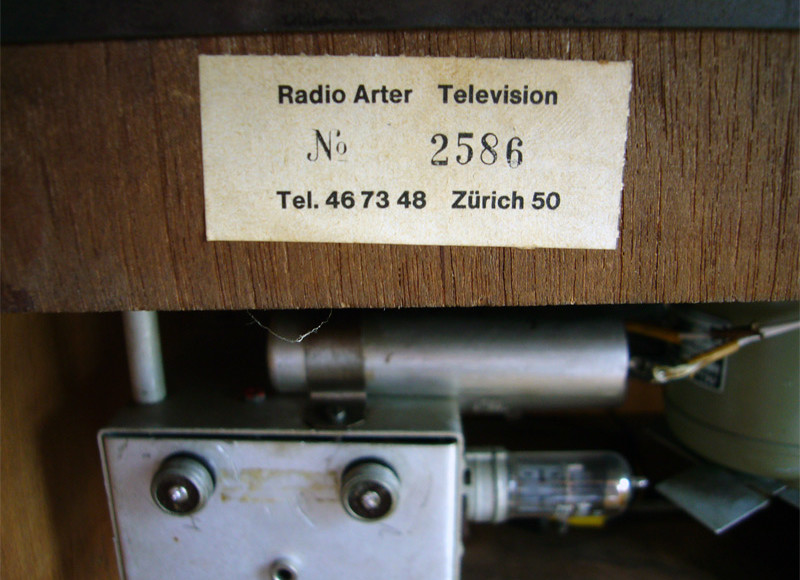 Radio Arter Television
№ 2586
Tel. 46 73 48 Zürich 50